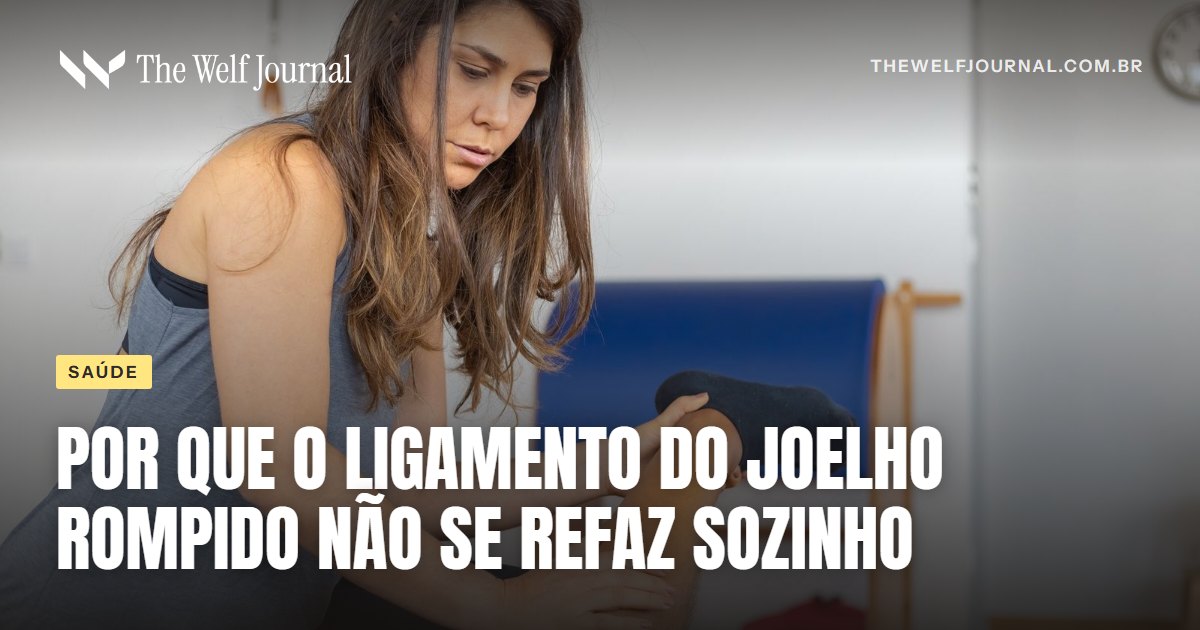 The Welf Journal
THEWELFJOURNAL.COM.BR
SAÚDE
POR QUE O LIGAMENTO DO JOELHO
ROMPIDO NÃO SE REFAZ SOZINHO